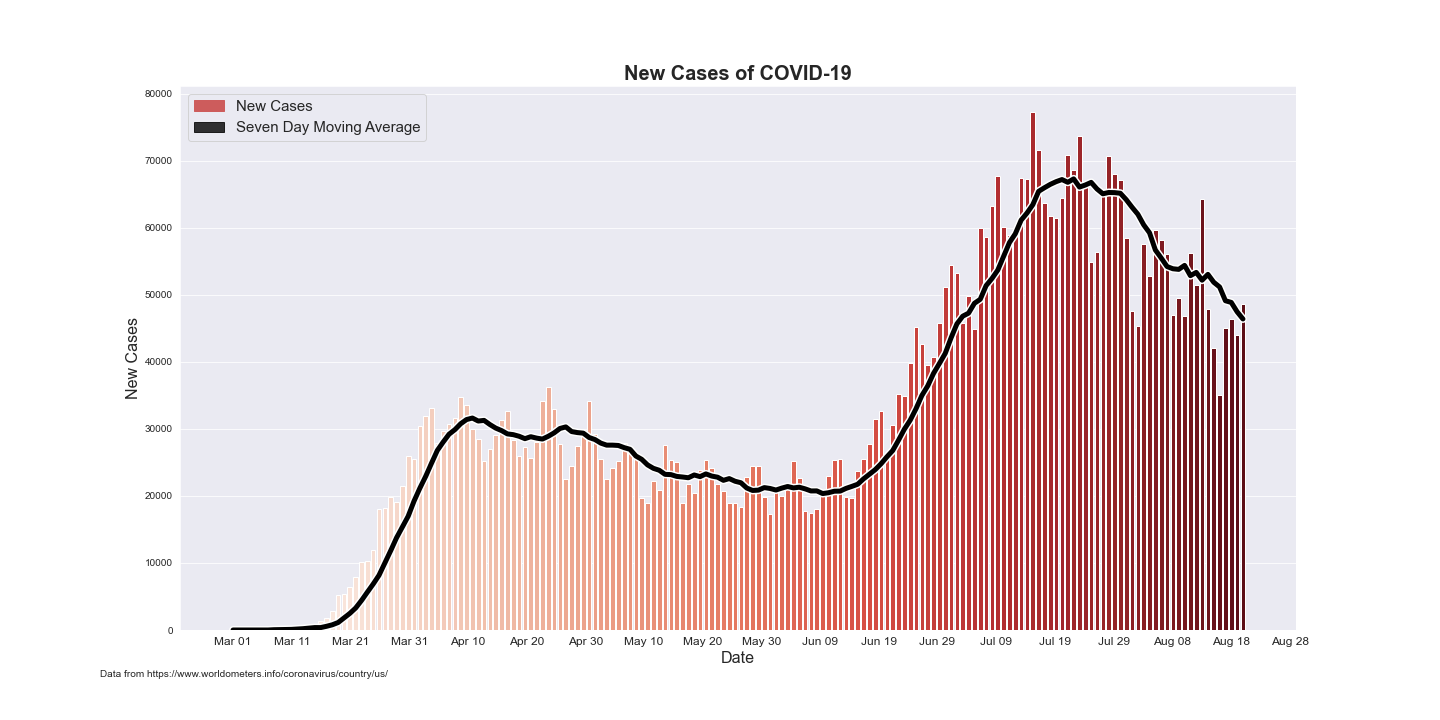 New Cases of COVID-19
New Cases
Seven Day Moving Average
80000
70000
60000
50000
40000
30000
20000
10000
0
New Cases
Mar 01 Mar 11 Mar 21 Mar 31 Apr 10 Apr 20 Apr 30 May 10 May 20 May 30 Jun 09 Jun 19 Jun 29 Jul 09 Jul 19 Jul 29 Aug 08 Aug 18 Aug 28
Date
Data from https://www.worldometers.info/coronavirus/country/us/